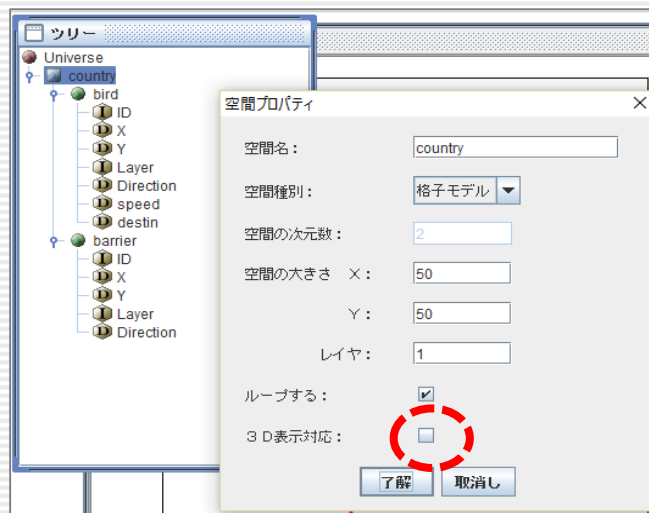 ツリー
Universe
country
bird
I ID
D X
D Y
I Layer
D Direction
D speed
D destin
barrier
I ID
D X
D Y
I Layer
D Direction
空間プロパティ
空間名： country
空間種別： 格子モデル
空間の次元数： 2
空間の大きさ X： 50
Y： 50
レイヤ： 1
ループする：
３Ｄ表示対応：
了解 取消し